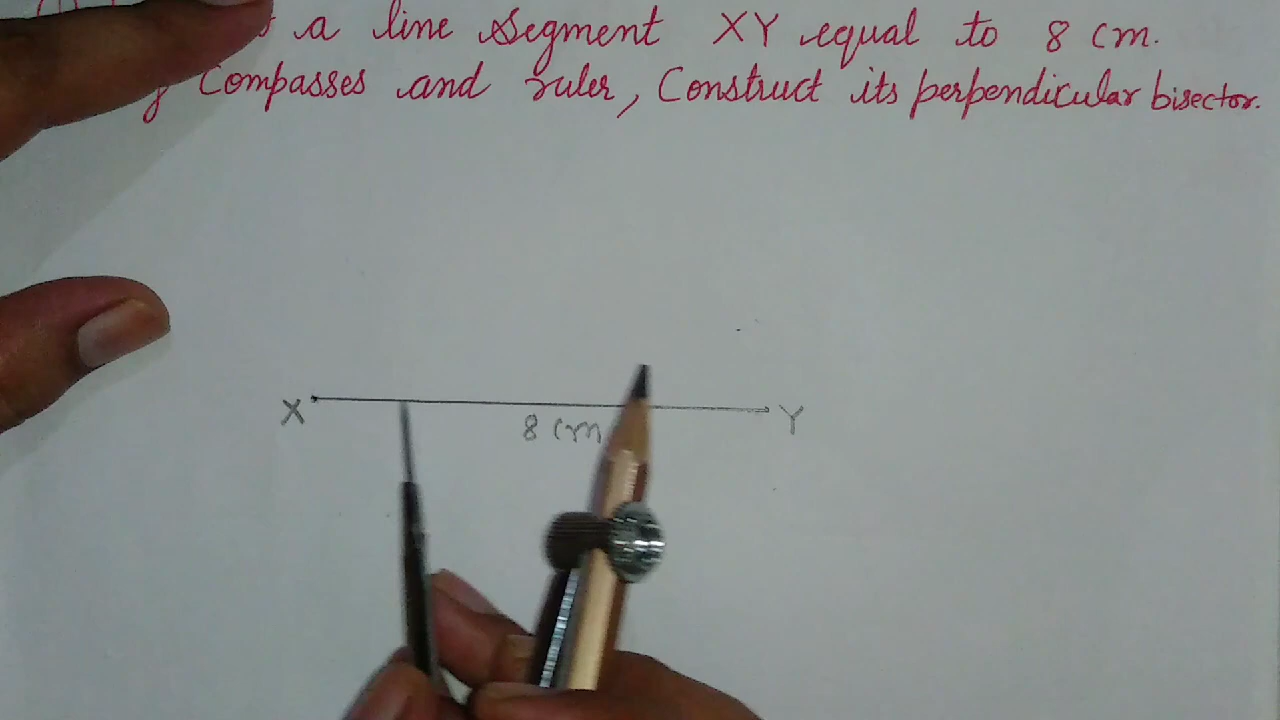 a line segment XY equal to 8 cm.
Compasses and ruler, Construct its perpendicular bisector.
X Y
8 cm